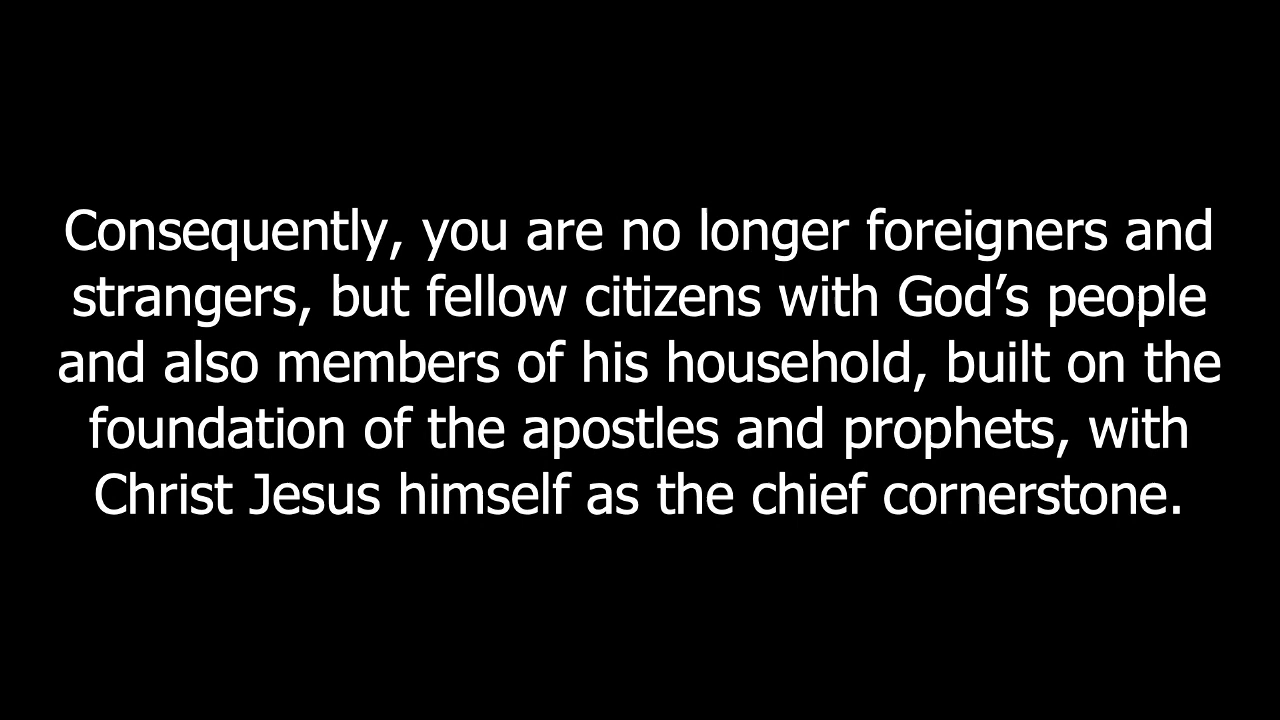 Consequently, you are no longer foreigners and
strangers, but fellow citizens with God’s people
and also members of his household, built on the
foundation of the apostles and prophets, with
Christ Jesus himself as the chief cornerstone.